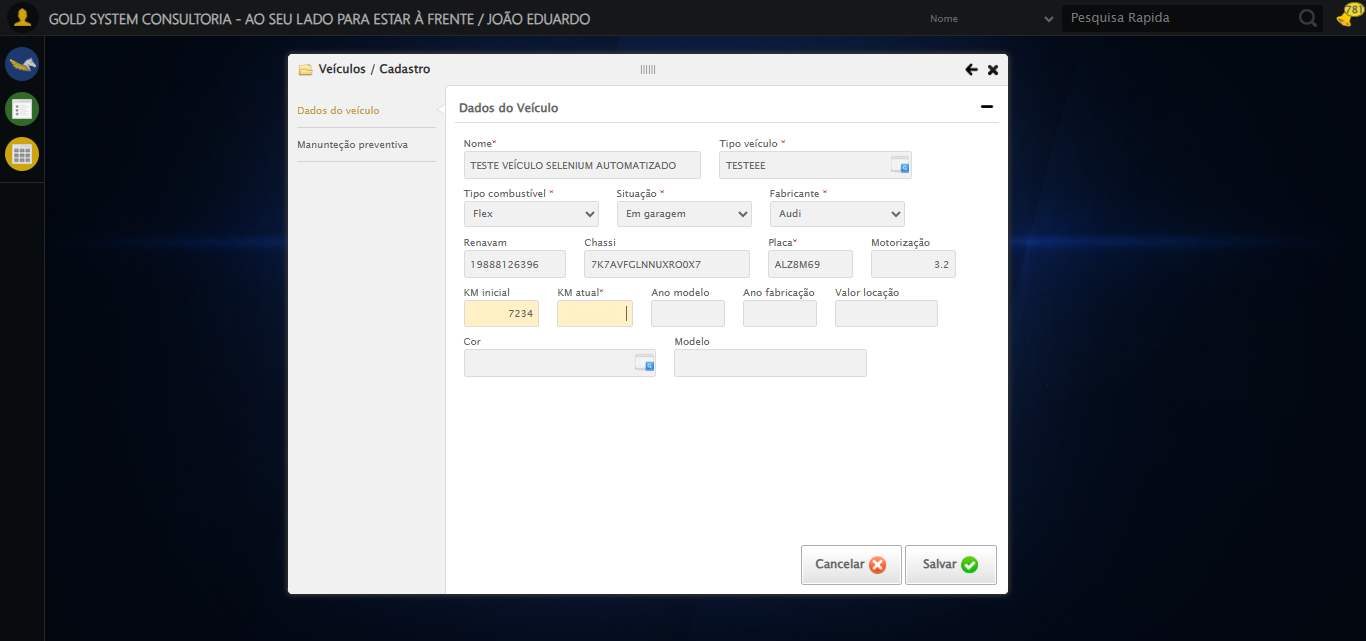 GOLD SYSTEM CONSULTORIA - AO SEU LADO PARA ESTAR À FRENTE / JOÃO EDUARDO
Nome
Pesquisa Rapida
781
Veículos / Cadastro
Dados do veículo
Manunteção preventiva
Dados do Veículo
Nome* Tipo veículo *
TESTE VEÍCULO SELENIUM AUTOMATIZADO TESTEEE
Tipo combustível * Situação * Fabricante *
Flex Em garagem Audi
Renavam Chassi Placa* Motorização
19888126396 7K7AVFGLNNUXRO0X7 ALZ8M69 3.2
KM inicial KM atual* Ano modelo Ano fabricação Valor locação
7234
Cor Modelo
Cancelar Salvar